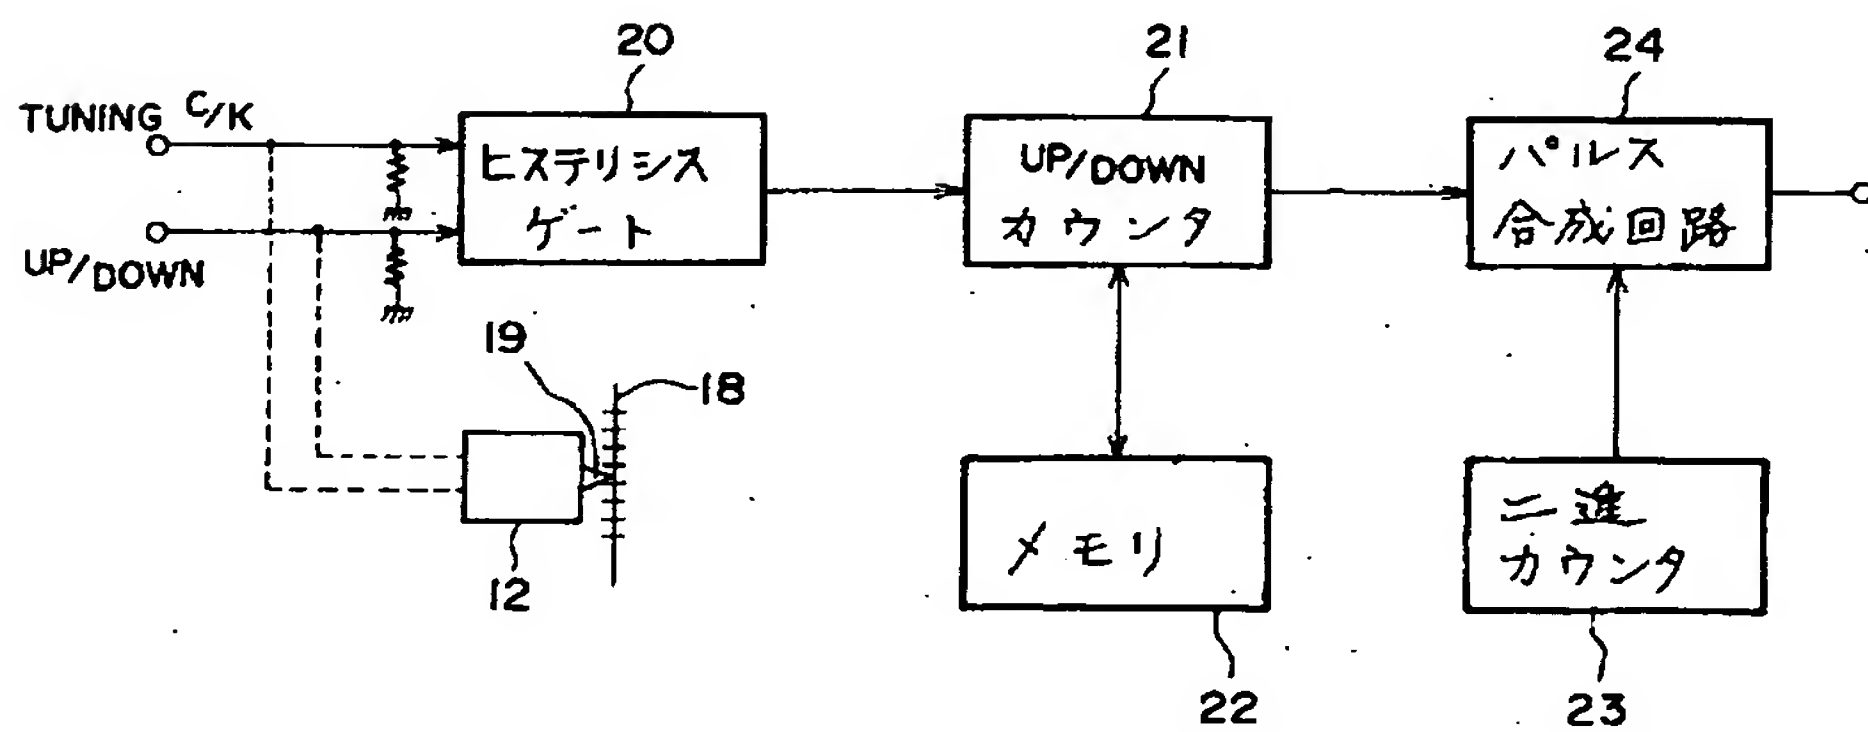 20
21
24
TUNING C/K
ヒステリシス
ゲート
UP/DOWN
カウンタ
パルス
合成回路
UP/DOWN
19
18
12
メモリ
二進
カウンタ
22
23